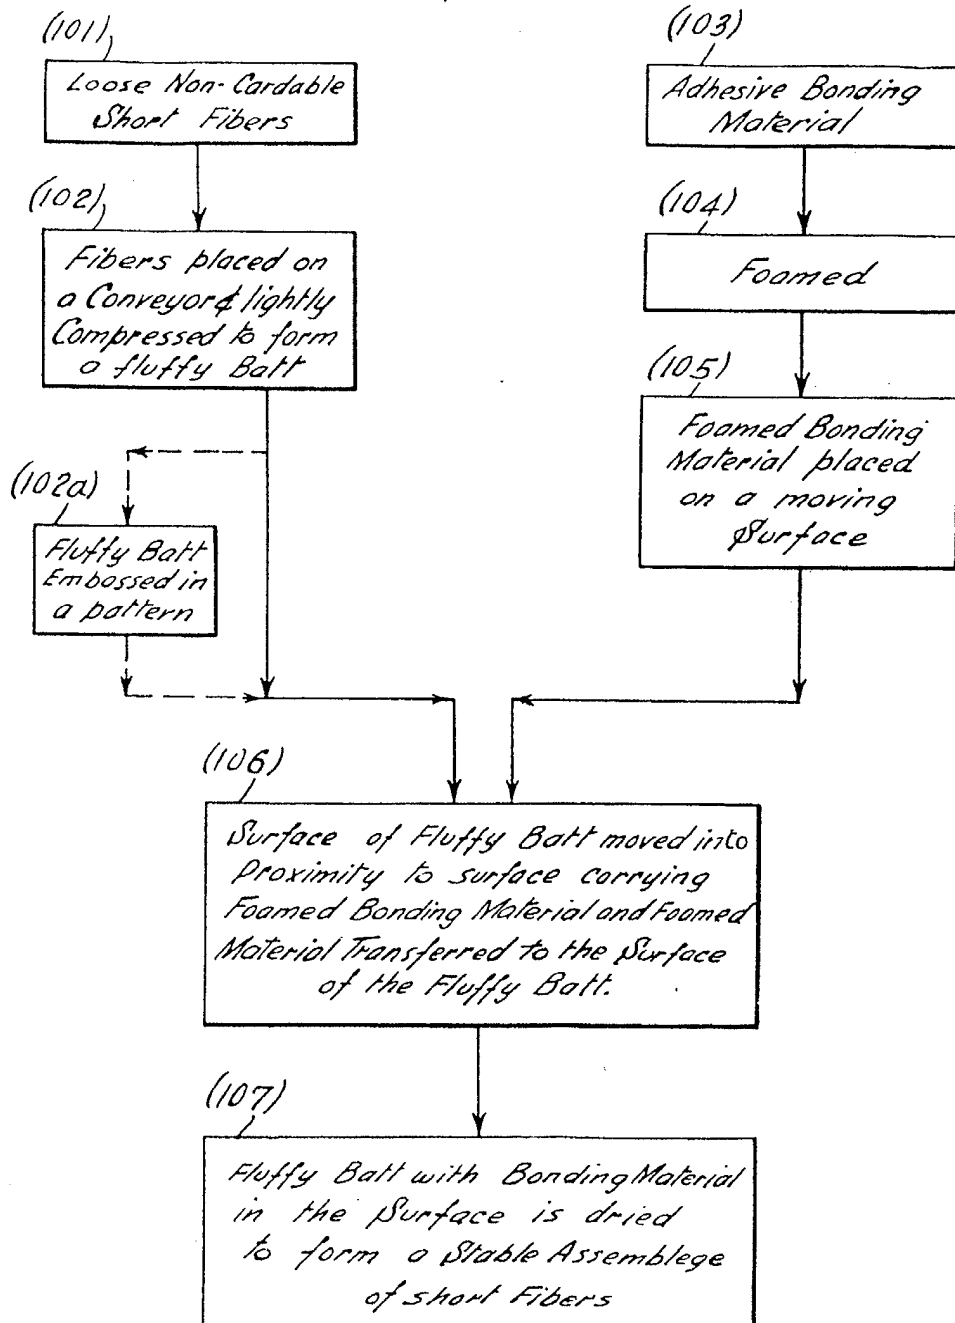 (101)
Loose Non-Cardable
Short Fibers
(102)
Fibers placed on
a Conveyor & lightly
Compressed to form
a fluffy Batt
(102a)
Fluffy Batt
Embassed in
a pattern
(103)
Adhesive Bonding
Material
(104)
Foamed
(105)
Foamed Bonding
Material placed
on a moving
Surface
(106)
Surface of Fluffy Batt moved into
Proximity to surface carrying
Foamed Bonding Material and Foamed
Material Transferred to the Surface
of the Fluffy Batt.
(107)
Fluffy Batt with Bonding Material
in the Surface is dried
to form a Stable Assemblege
of short Fibers